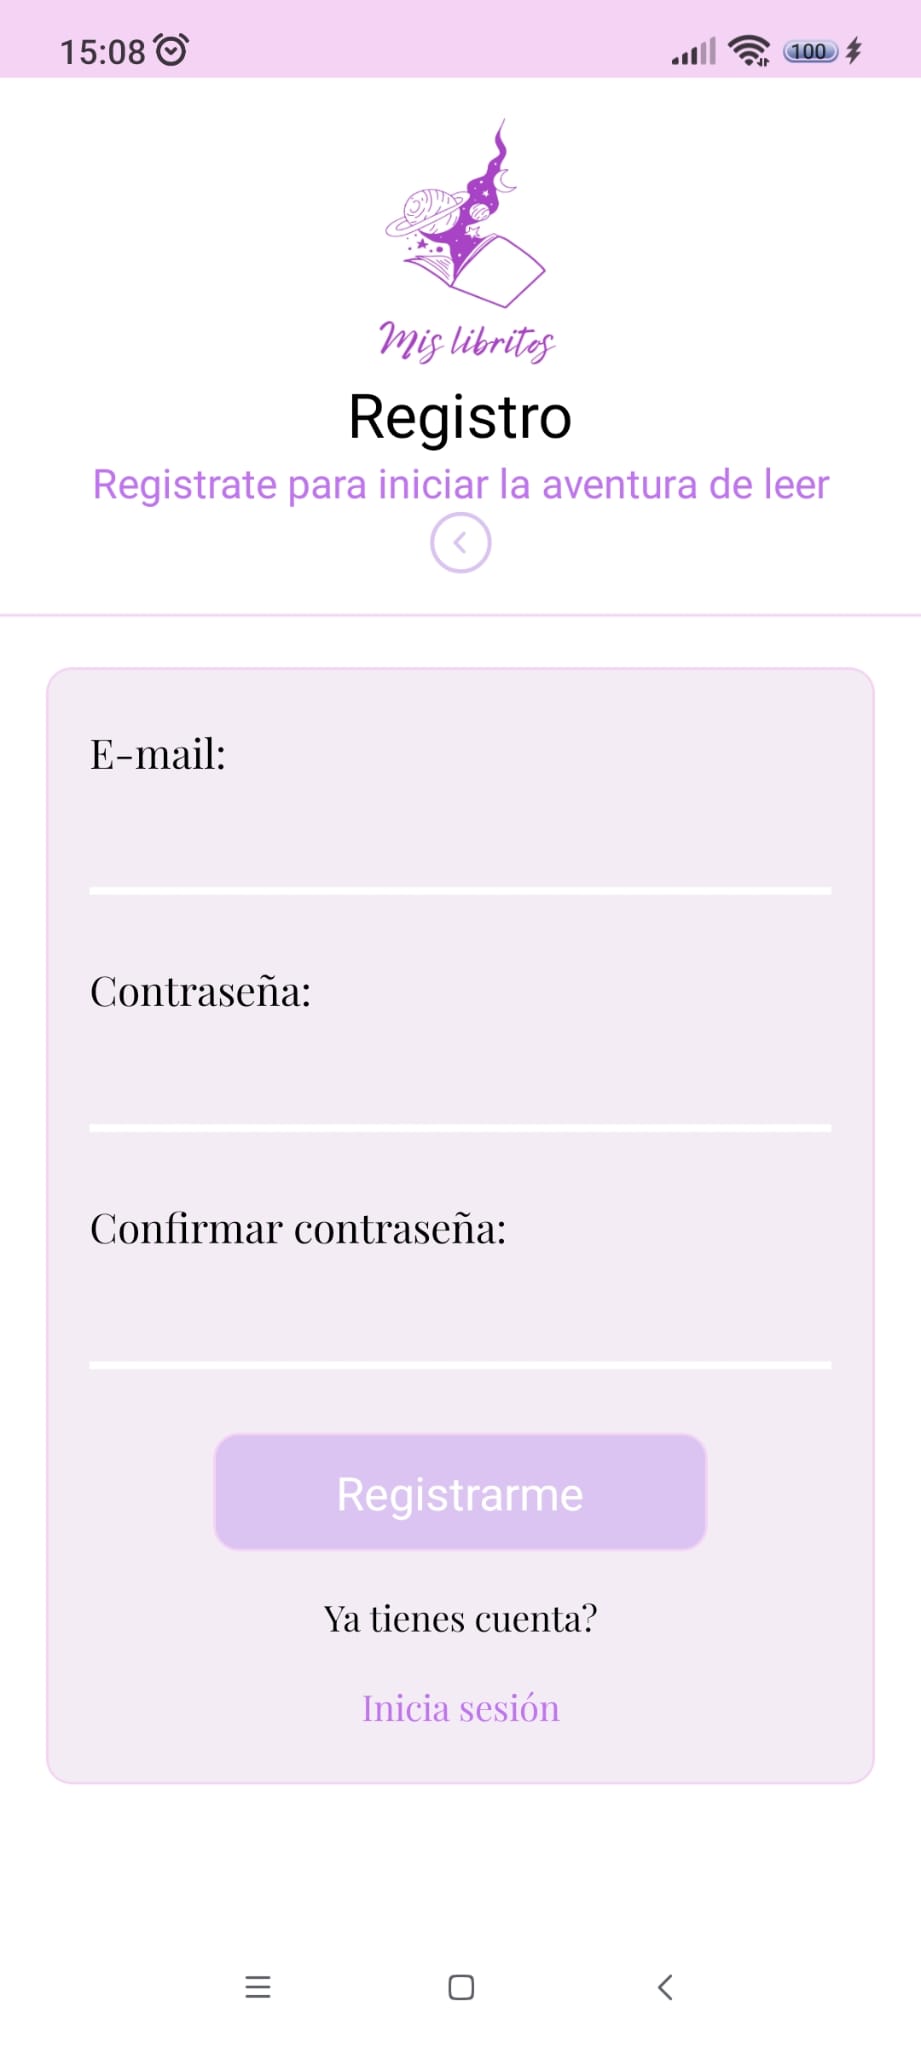 15:08
100
Mis libritos
Registro
Registrate para iniciar la aventura de leer
E-mail:
Contraseña:
Confirmar contraseña:
Registrarme
Ya tienes cuenta?
Inicia sesión